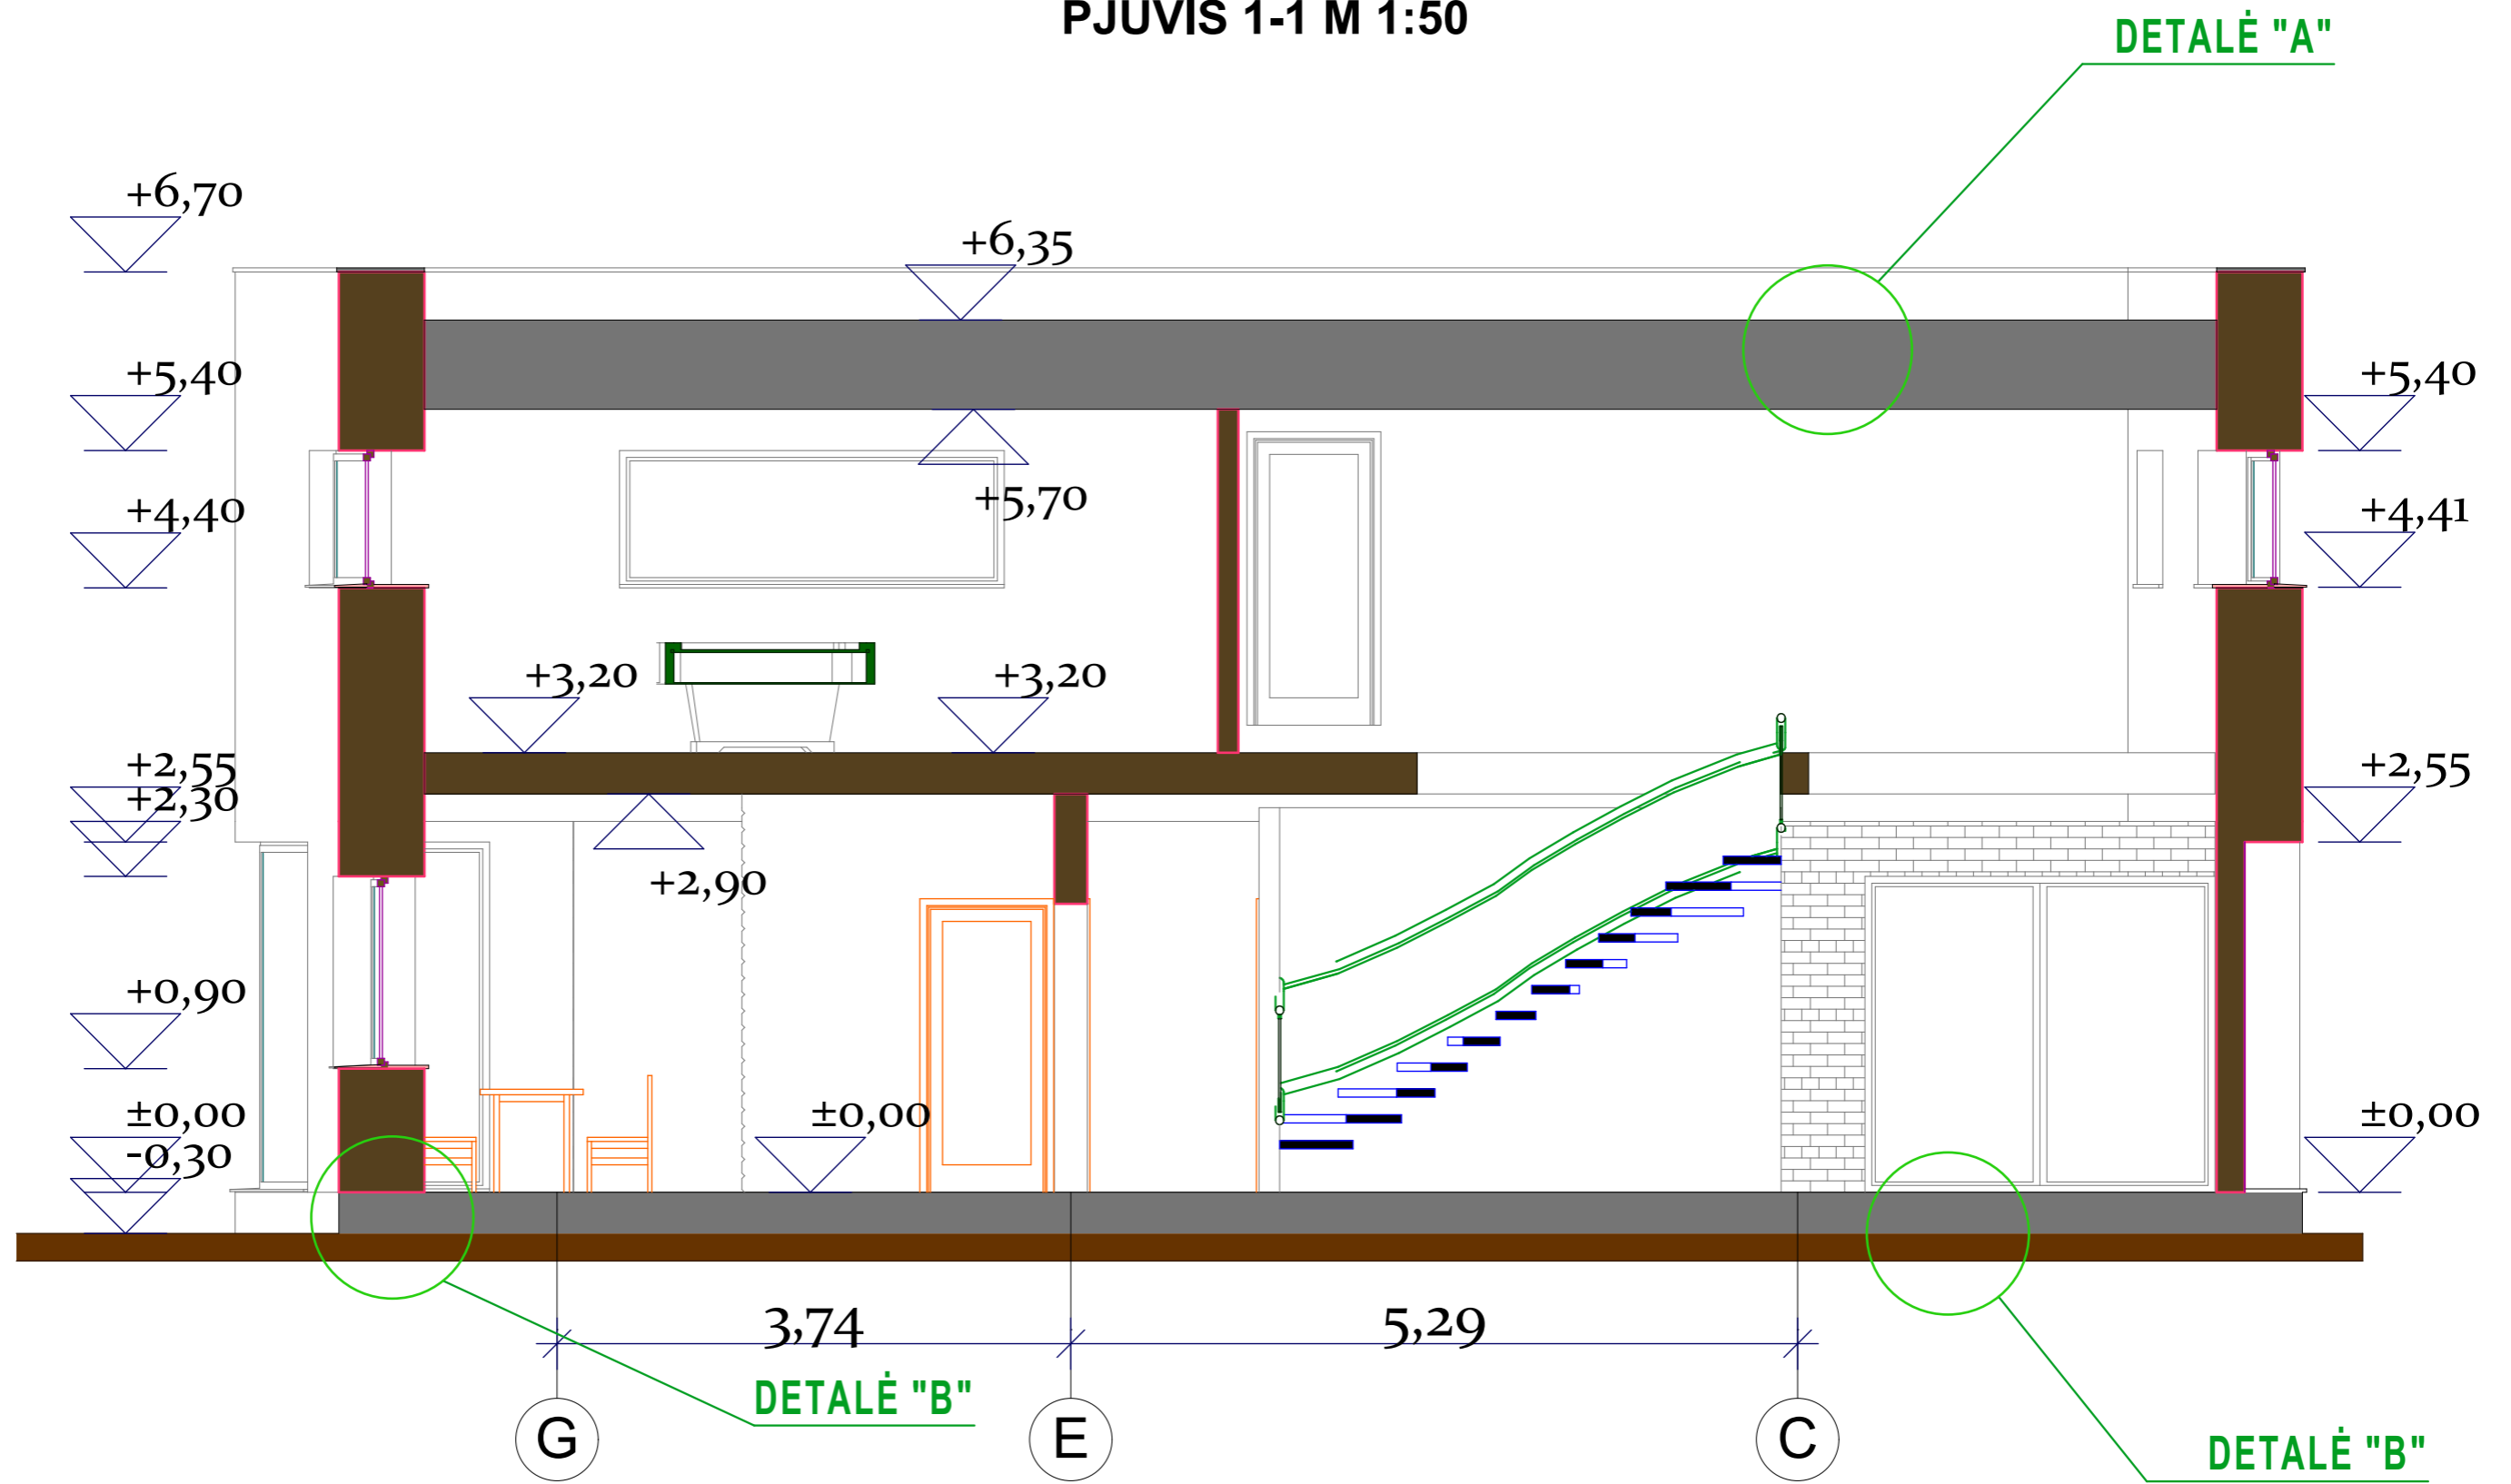 PJUVIS 1-1 M 1:50
DETALĖ "A"
+6,70
+6,35
+5,40
+5,40
+5,70
+4,40
+4,41
+3,20
+3,20
+2,55
+2,55
+2,30
+2,90
+0,90
±0,00
±0,00
±0,00
-0,30
3,74
5,29
DETALĖ "B"
G
E
C
DETALĖ "B"